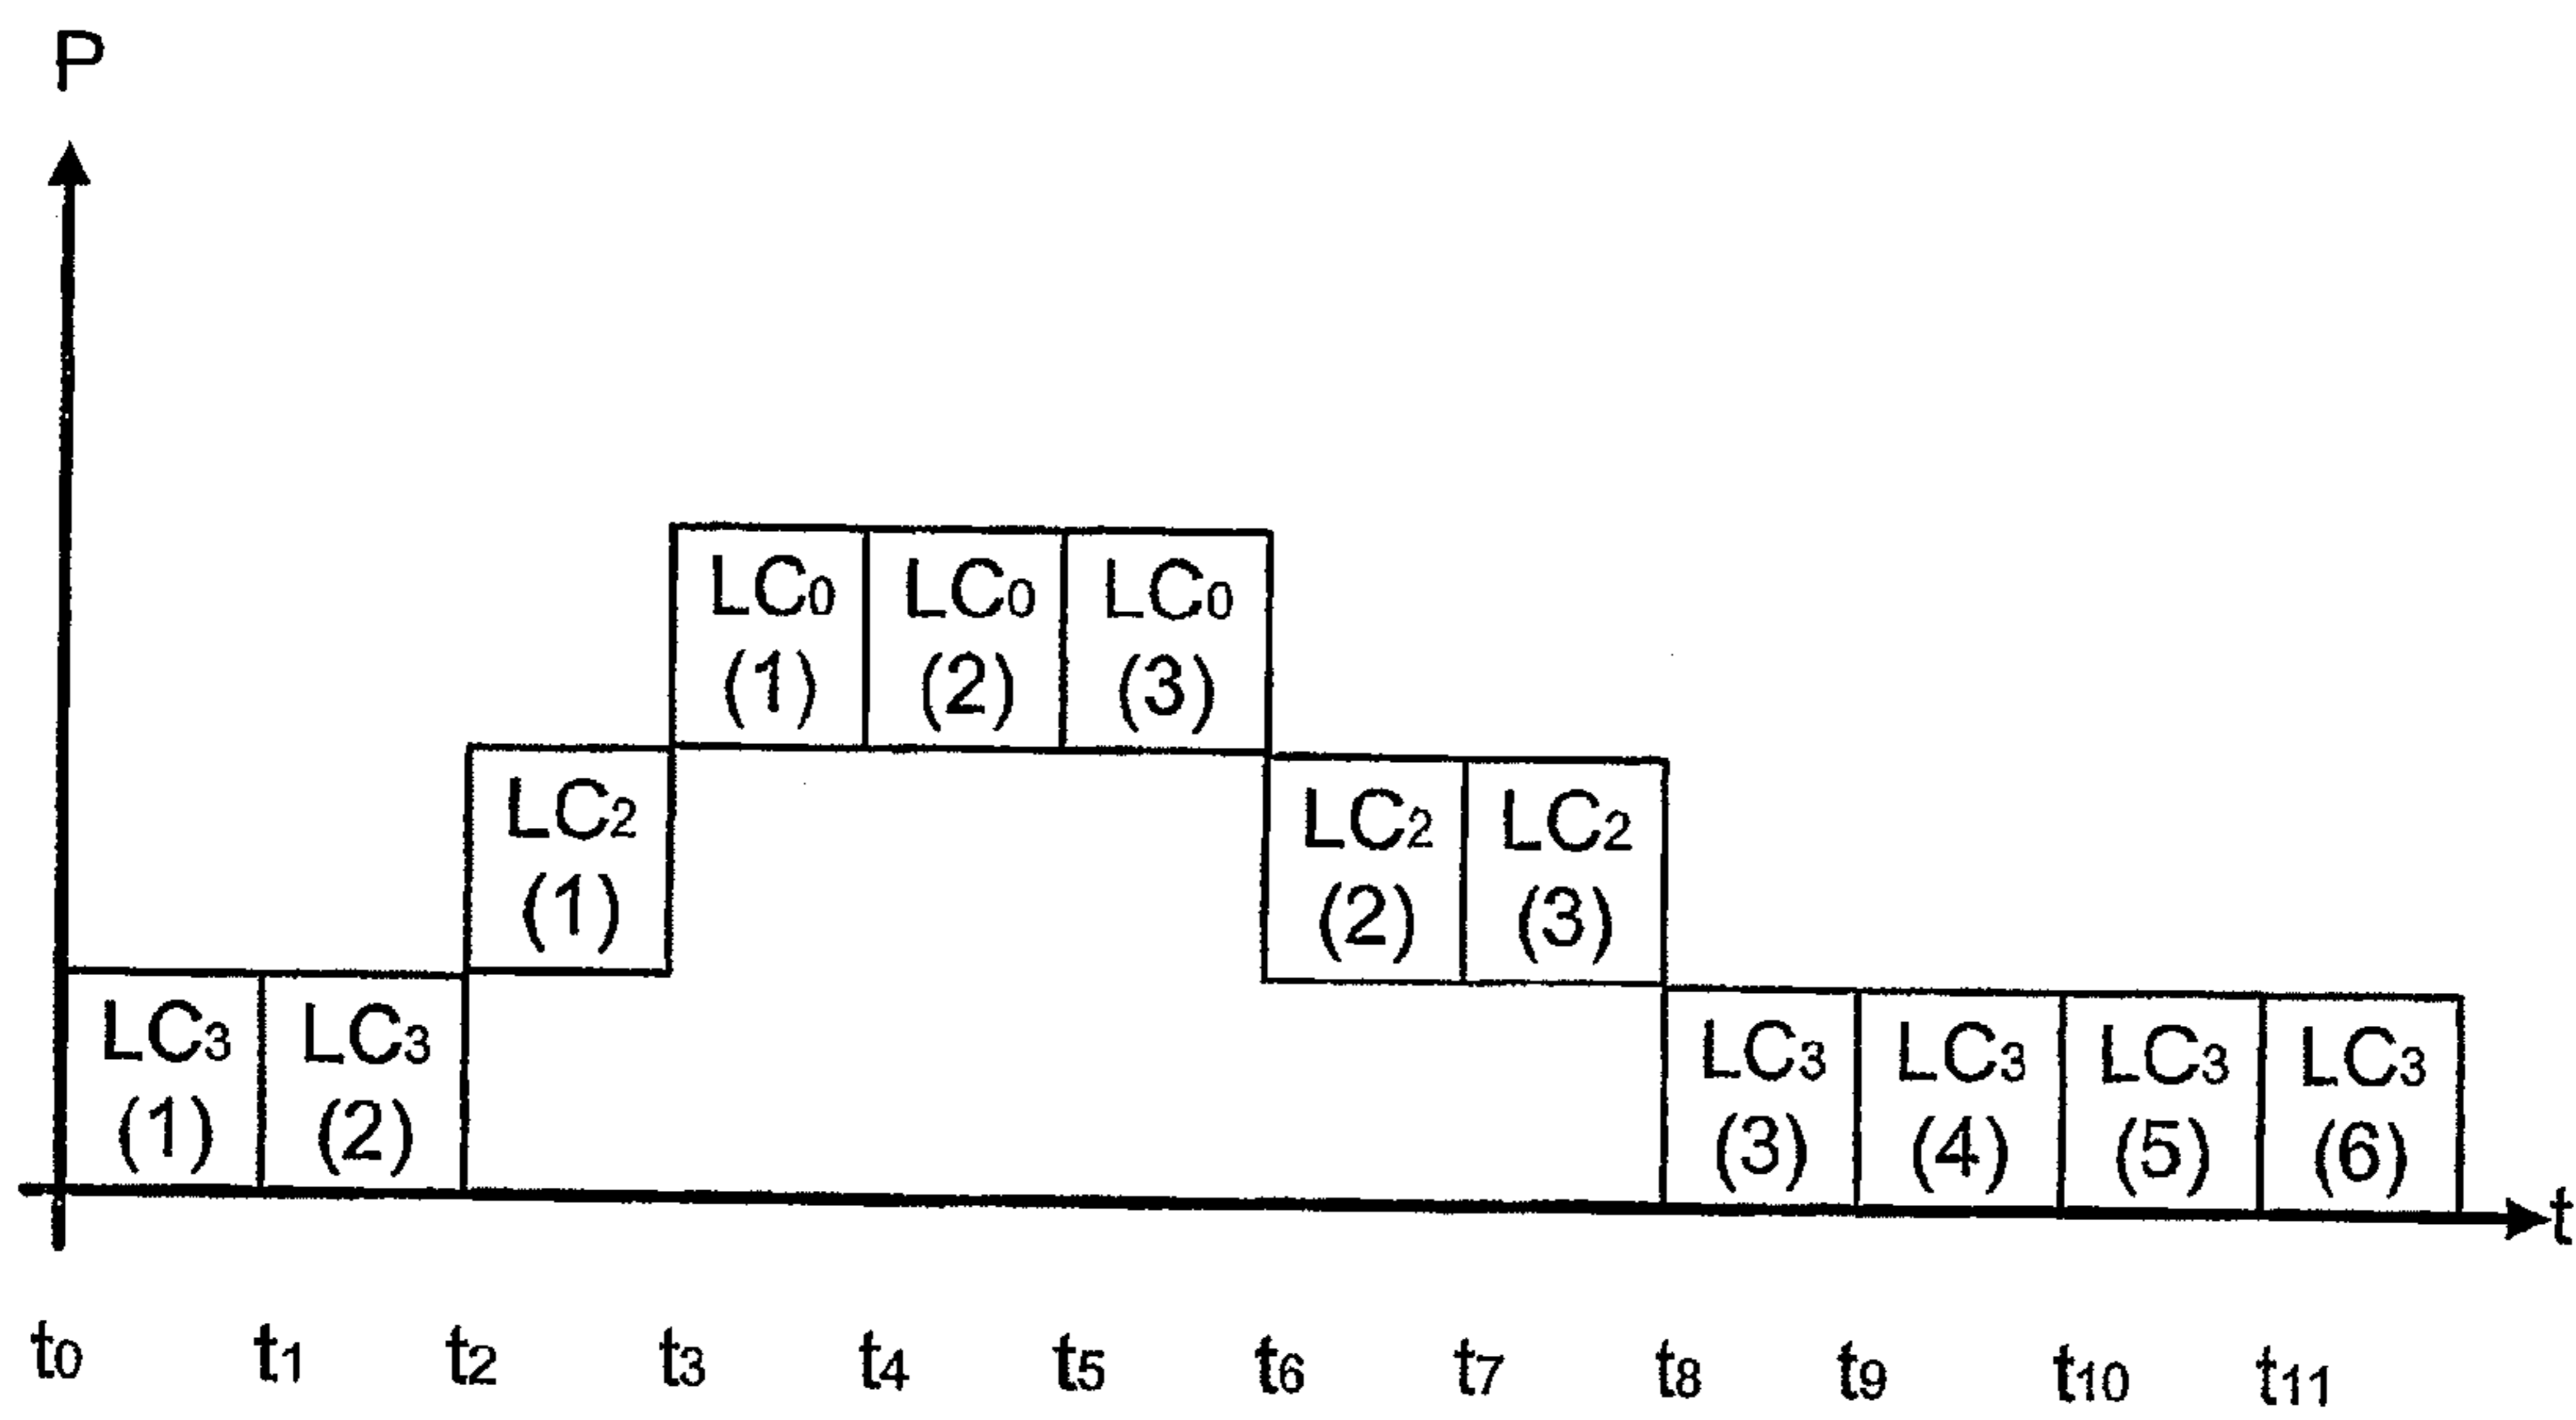 P
LC₀ LC₀ LC₀
(1) (2) (3)
LC₂ LC₂ LC₂
(1) (2) (3)
LC₃ LC₃ LC₃ LC₃ LC₃ LC₃
(1) (2) (3) (4) (5) (6)
t
t₀ t₁ t₂ t₃ t₄ t₅ t₆ t₇ t₈ t₉ t₁₀ t₁₁